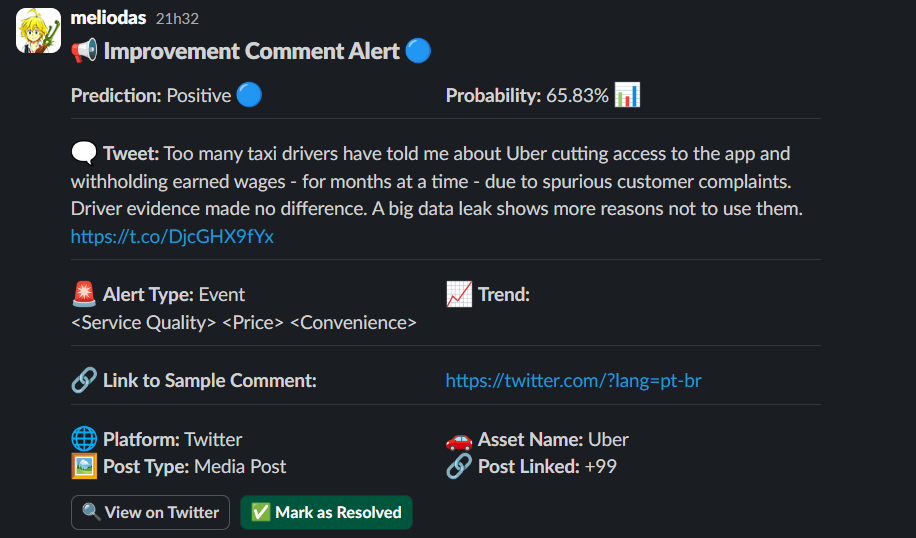 meliodas 21h32
Improvement Comment Alert
Prediction: Positive
Probability: 65.83%
Tweet: Too many taxi drivers have told me about Uber cutting access to the app and
withholding earned wages - for months at a time - due to spurious customer complaints.
Driver evidence made no difference. A big data leak shows more reasons not to use them.
https://t.co/DjcGHX9fYx
Alert Type: Event
<Service Quality> <Price> <Convenience>
Trend:
Link to Sample Comment:
https://twitter.com/?lang=pt-br
Platform: Twitter
Asset Name: Uber
Post Type: Media Post
Post Linked: +99
View on Twitter
Mark as Resolved